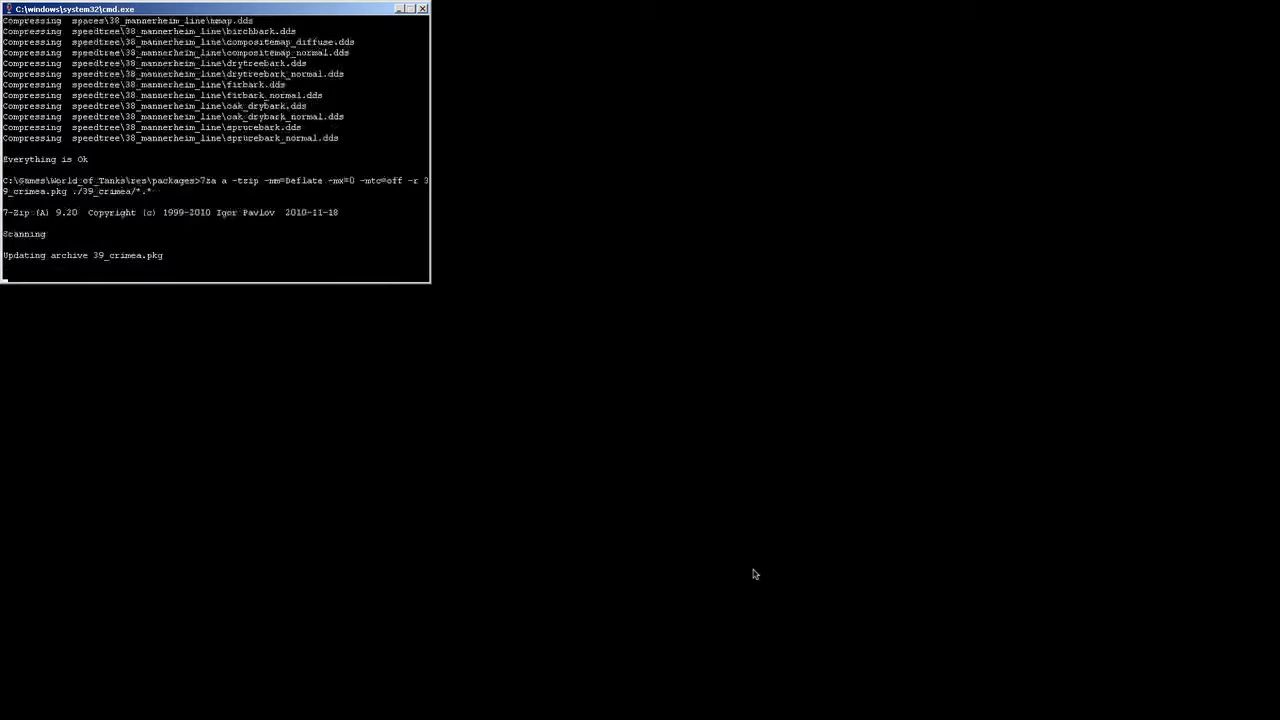 C:\windows\system32\cmd.exe
Compressing  spaces\38_mannerheim_line\mmap.dds
Compressing  speedtree\38_mannerheim_line\birchbark.dds
Compressing  speedtree\38_mannerheim_line\compositemap_diffuse.dds
Compressing  speedtree\38_mannerheim_line\compositemap_normal.dds
Compressing  speedtree\38_mannerheim_line\drytreebark.dds
Compressing  speedtree\38_mannerheim_line\drytreebark_normal.dds
Compressing  speedtree\38_mannerheim_line\firbark.dds
Compressing  speedtree\38_mannerheim_line\firbark_normal.dds
Compressing  speedtree\38_mannerheim_line\oak_drybark.dds
Compressing  speedtree\38_mannerheim_line\oak_drybark_normal.dds
Compressing  speedtree\38_mannerheim_line\sprucebark.dds
Compressing  speedtree\38_mannerheim_line\sprucebark_normal.dds
Everything is Ok
C:\Games\World_of_Tanks\res\packages>7za a -tzip -mm=Deflate -mx=0 -mtc=off -r 3
9_crimea.pkg ./39_crimea/*.*
7-Zip (A) 9.20  Copyright (c) 1999-2010 Igor Pavlov  2010-11-18
Scanning
Updating archive 39_crimea.pkg